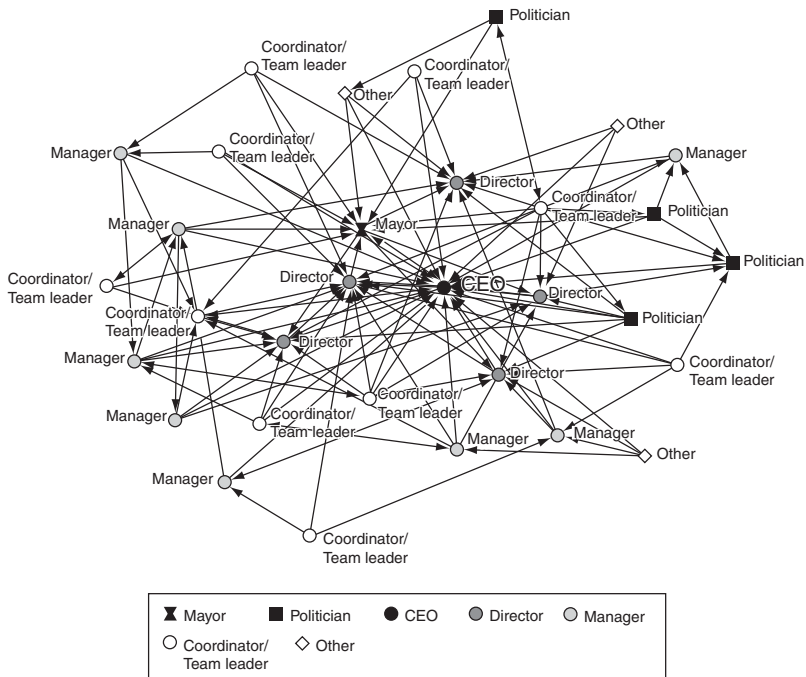 Politician
Coordinator/
Team leader
Coordinator/
Team leader
Other
Other
Coordinator/
Team leader
Manager
Manager
Director
Coordinator/
Team leader
Politician
Manager
Mayor
Politician
Coordinator/
Team leader
Director
CEO
Director
Coordinator/
Team leader
Politician
Director
Manager
Coordinator/
Team leader
Director
Coordinator/
Team leader
Manager
Coordinator/
Team leader
Manager
Manager
Other
Manager
Coordinator/
Team leader
Mayor Politician CEO Director Manager
Coordinator/ Other
Team leader